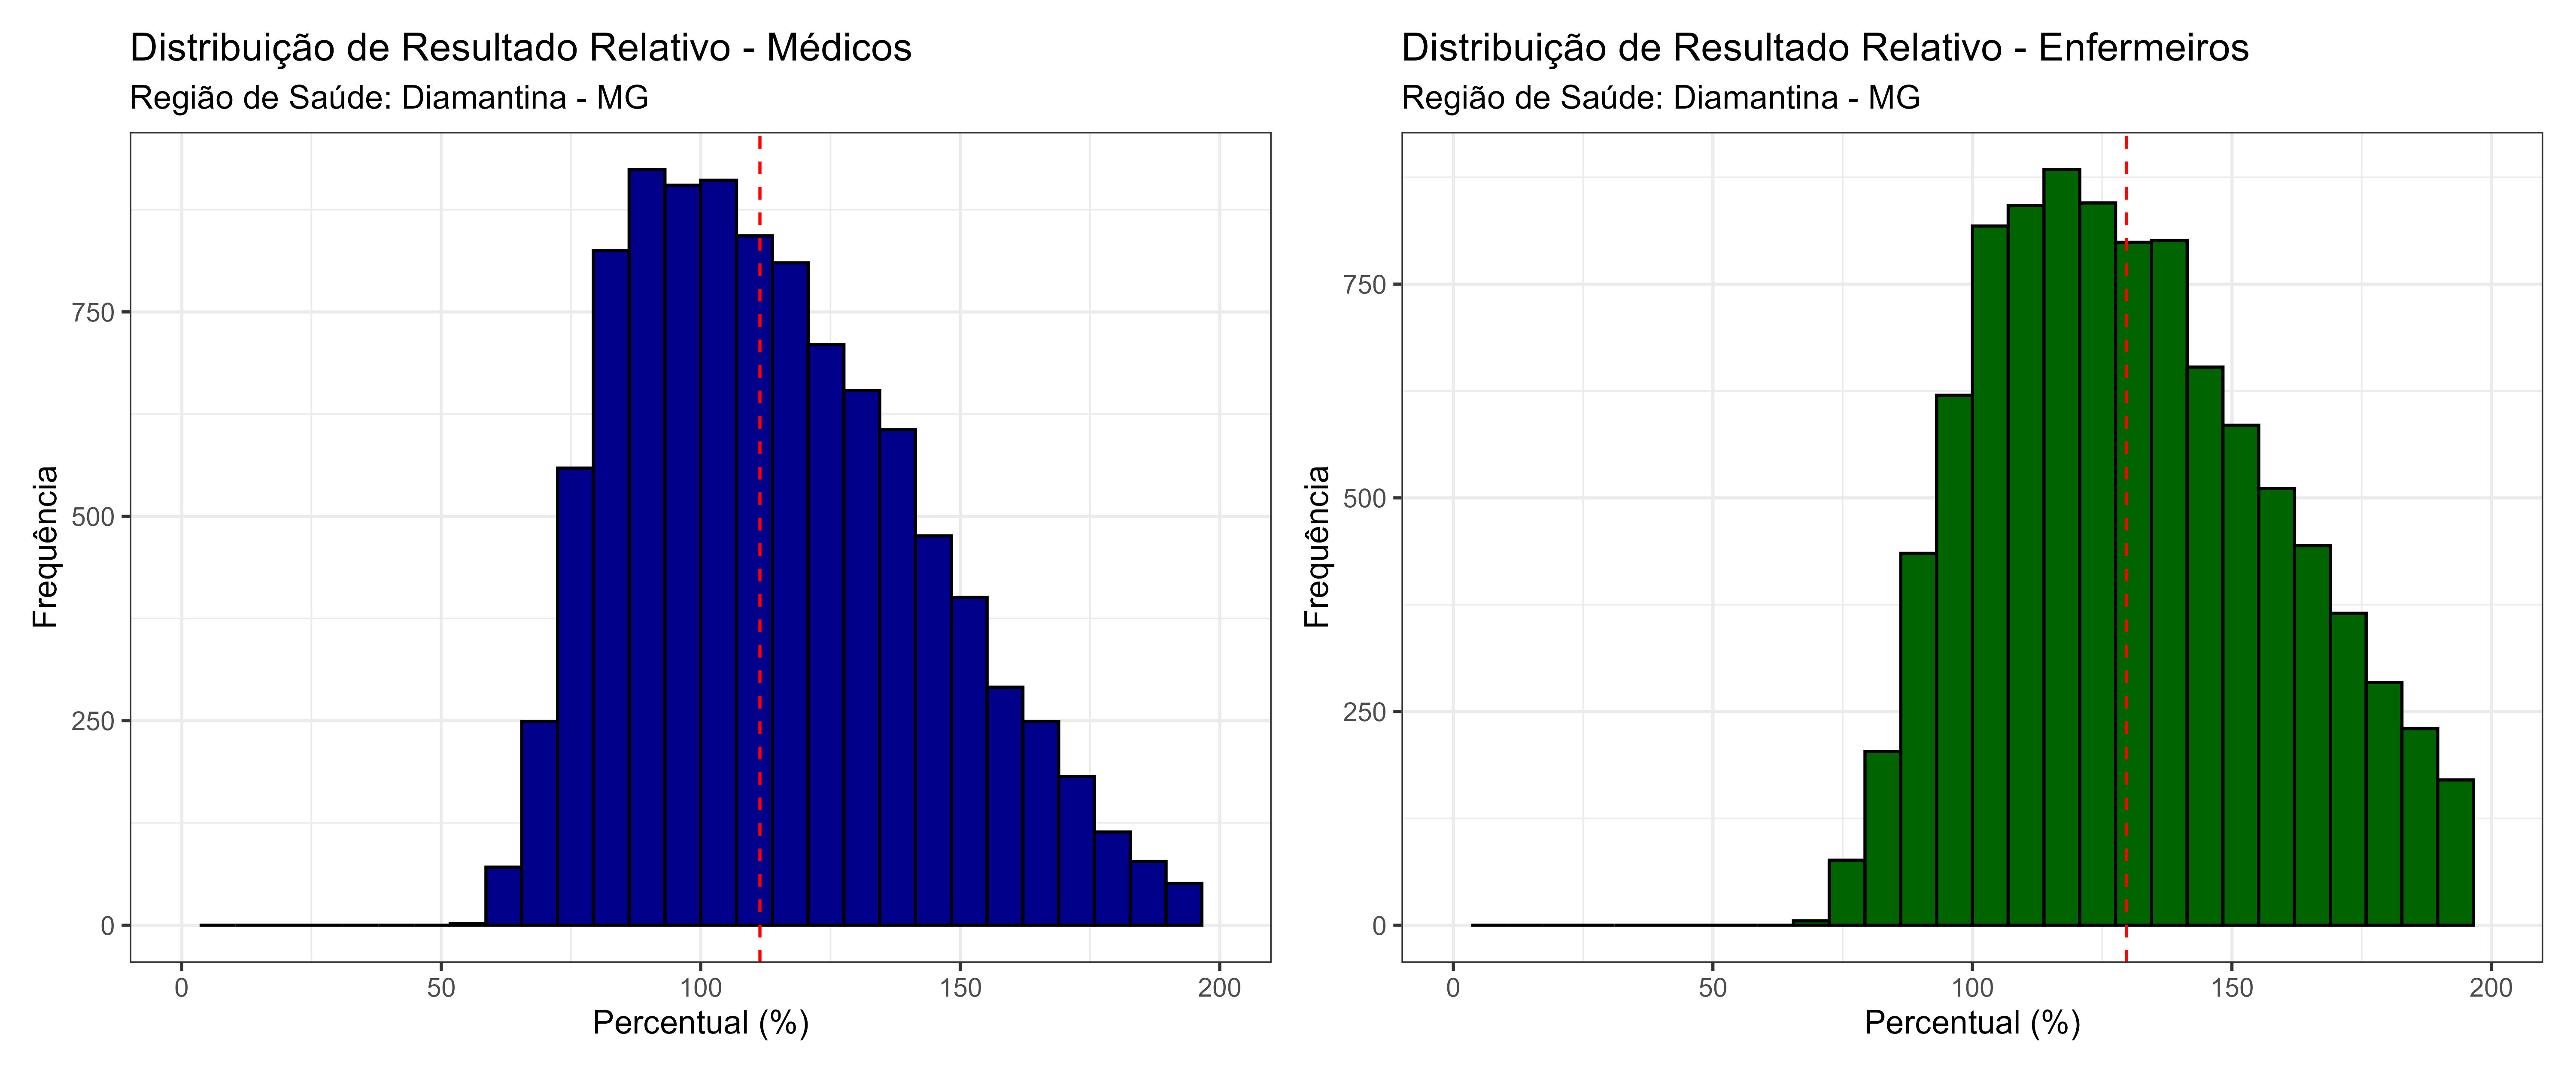 Distribuição de Resultado Relativo - Médicos
Região de Saúde: Diamantina - MG
Frequência
750
500
250
0
0 50 100 150 200
Percentual (%)
Distribuição de Resultado Relativo - Enfermeiros
Região de Saúde: Diamantina - MG
Frequência
750
500
250
0
0 50 100 150 200
Percentual (%)